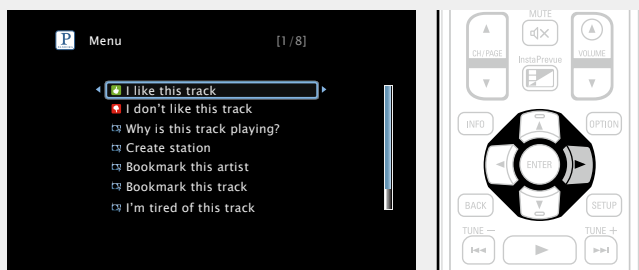 P
Menu
[1/8]
I like this track
I don't like this track
Why is this track playing?
Create station
Bookmark this artist
Bookmark this track
I'm tired of this track
MUTE
CH/PAGE
VOLUME
InstaPrevue
INFO
OPTION
ENTER
BACK
SETUP
TUNE −
TUNE +